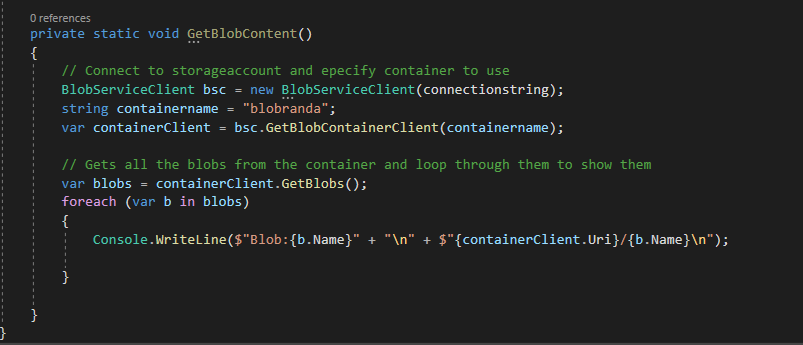 0 references
private static void GetBlobContent()
{
// Connect to storageaccount and epecify container to use
BlobServiceClient bsc = new BlobServiceClient(connectionstring);
string containername = "blobranda";
var containerClient = bsc.GetBlobContainerClient(containername);
// Gets all the blobs from the container and loop through them to show them
var blobs = containerClient.GetBlobs();
foreach (var b in blobs)
{
Console.WriteLine($"Blob:{b.Name}" + "\n" + $"{containerClient.Uri}/{b.Name}\n");
}
}
}